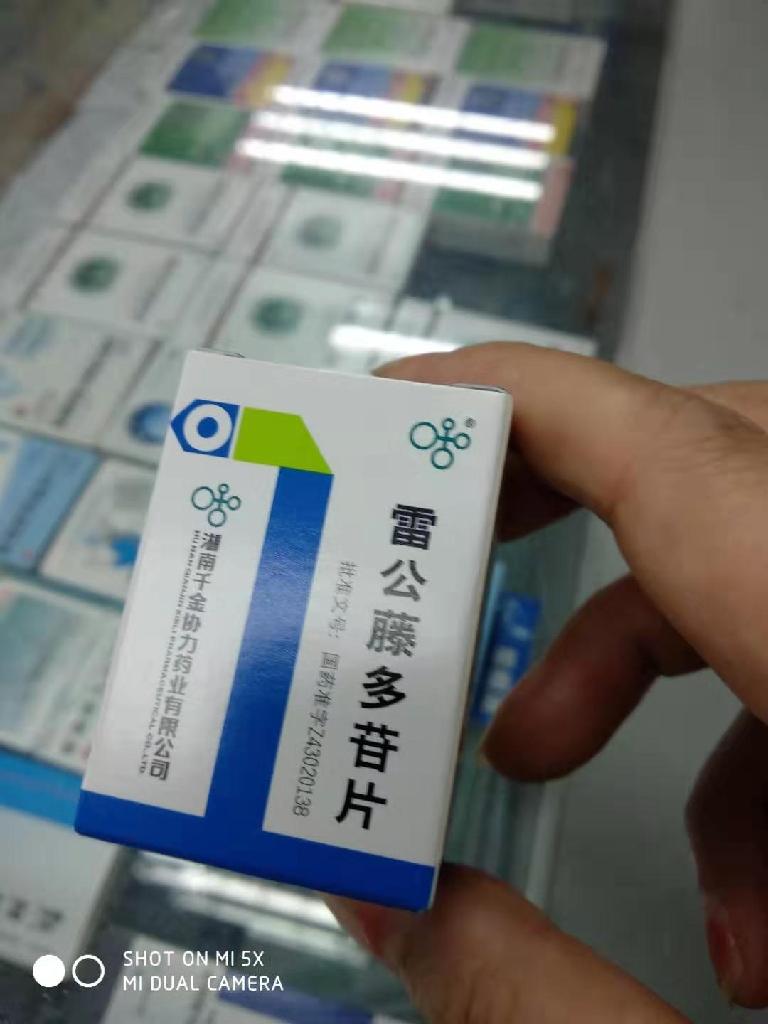 雷公藤多苷片
批准文号：国药准字Z43020138
湖南千金协力药业有限公司
®
SHOT ON MI 5X
MI DUAL CAMERA